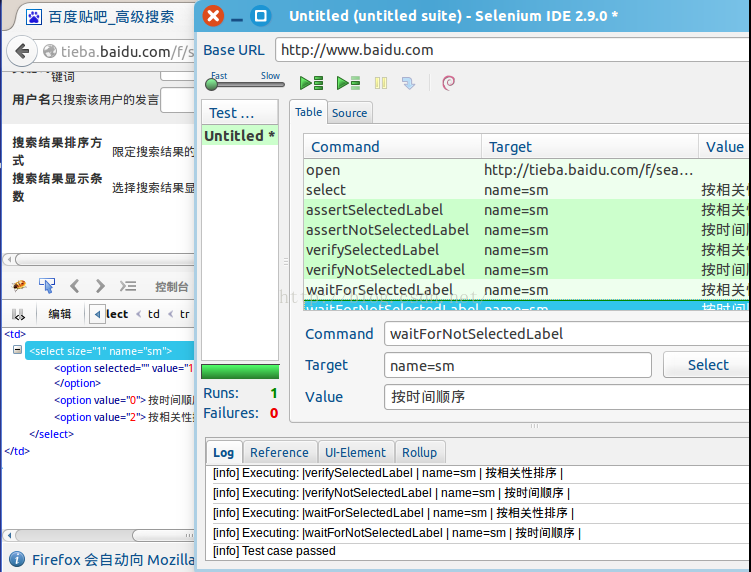 百度贴吧_高级搜索
tieba.baidu.com/f/s
键词
用户名只搜索该用户的发言
搜索结果排序方式
限定搜索结果的
搜索结果显示条数
选择搜索结果显
控制台
编辑
lect < td < tr
<td>
<select size="1" name="sm">
<option selected="" value="1
</option>
<option value="0"> 按时间顺
<option value="2"> 按相关性
</select>
</td>
Firefox 会自动向 Mozilla
Untitled (untitled suite) - Selenium IDE 2.9.0 *
Base URL http://www.baidu.com
Fast Slow
Test ...
Untitled *
Table Source
Command Target Value
open http://tieba.baidu.com/f/sea...
select name=sm 按相关性
assertSelectedLabel name=sm 按相关性
assertNotSelectedLabel name=sm 按时间顺
verifySelectedLabel name=sm 按相关性
verifyNotSelectedLabel name=sm 按时间顺
waitForSelectedLabel name=sm 按相关性
waitForNotSelectedLabel name=sm 按时间顺
Command waitForNotSelectedLabel
Target name=sm Select
Value 按时间顺序
Runs: 1
Failures: 0
Log Reference UI-Element Rollup
[info] Executing: |verifySelectedLabel | name=sm | 按相关性排序 |
[info] Executing: |verifyNotSelectedLabel | name=sm | 按时间顺序 |
[info] Executing: |waitForSelectedLabel | name=sm | 按相关性排序 |
[info] Executing: |waitForNotSelectedLabel | name=sm | 按时间顺序 |
[info] Test case passed